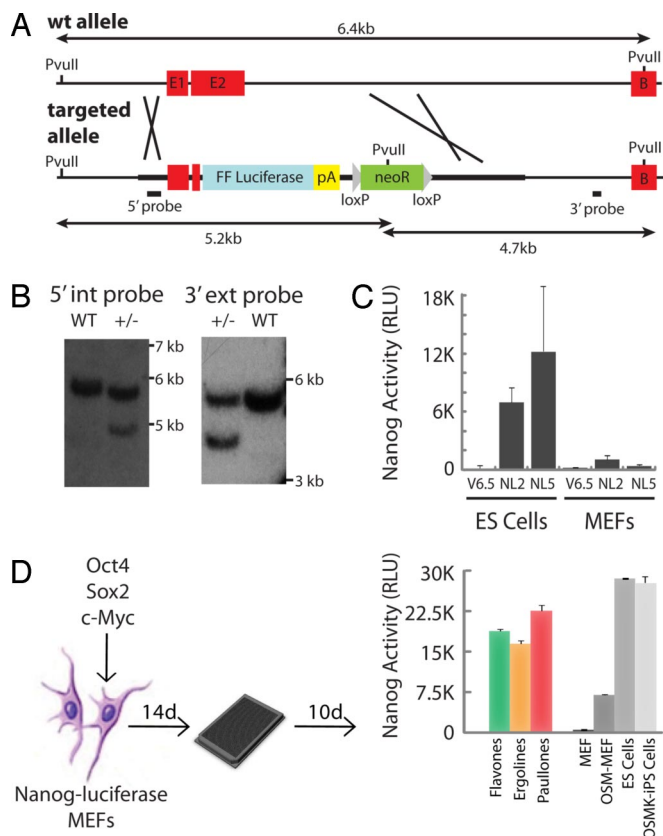 A
wt allele
6.4kb
PvuII
PvuII
E1
E2
B
targeted
allele
PvuII
PvuII
PvuII
FF Luciferase
pA
neoR
B
loxP
loxP
5' probe
3' probe
5.2kb
4.7kb
B
5' int probe
3' ext probe
WT
+/-
+/-
WT
7 kb
6 kb
5 kb
6 kb
3 kb
C
Nanog Activity (RLU)
18K
12K
6K
0
V6.5 NL2 NL5 V6.5 NL2 NL5
ES Cells
MEFs
D
Oct4
Sox2
c-Myc
14d
10d
Nanog-luciferase
MEFs
Nanog Activity (RLU)
30K
22.5K
15K
7.5K
0
Flavones
Ergolines
Paullones
MEF
OSM-MEF
ES Cells
OSMK-iPS Cells